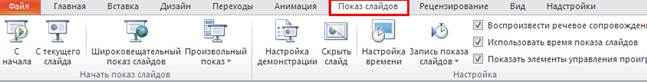 Файл Главная Вставка Дизайн Переходы Анимация Показ слайдов Рецензирование Вид Надстройки
С начала
С текущего слайда
Широковещательный показ слайдов
Произвольный показ
Начать показ слайдов
Настройка демонстрации
Скрыть слайд
Настройка времени
Запись показа слайдов
Воспроизвести речевое сопровожден
Использовать время показа слайдов
Показать элементы управления проигр
Настройка